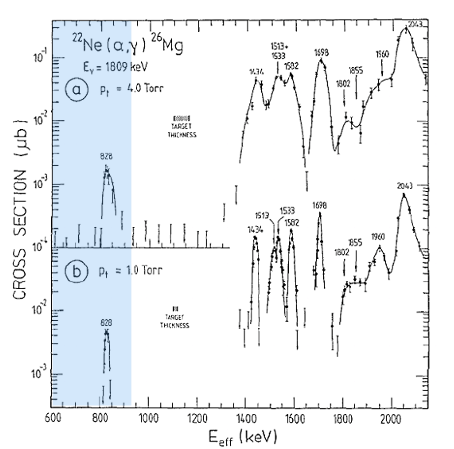 ²²Ne(α,γ)²⁶Mg
Eγ = 1809 keV
a pt = 4.0 Torr
TARGET
THICKNESS
828
1434
1513+
1533
1582
1698
1802
1855
1560
2043
CROSS SECTION (μb)
10⁻¹
10⁻²
10⁻³
10⁻⁴
10⁻²
10⁻³
b pt = 1.0 Torr
TARGET
THICKNESS
828
1434
1513
1533
1582
1698
1802
1855
1960
2043
600 800 1000 1200 1400 1600 1800 2000
Eeff (keV)